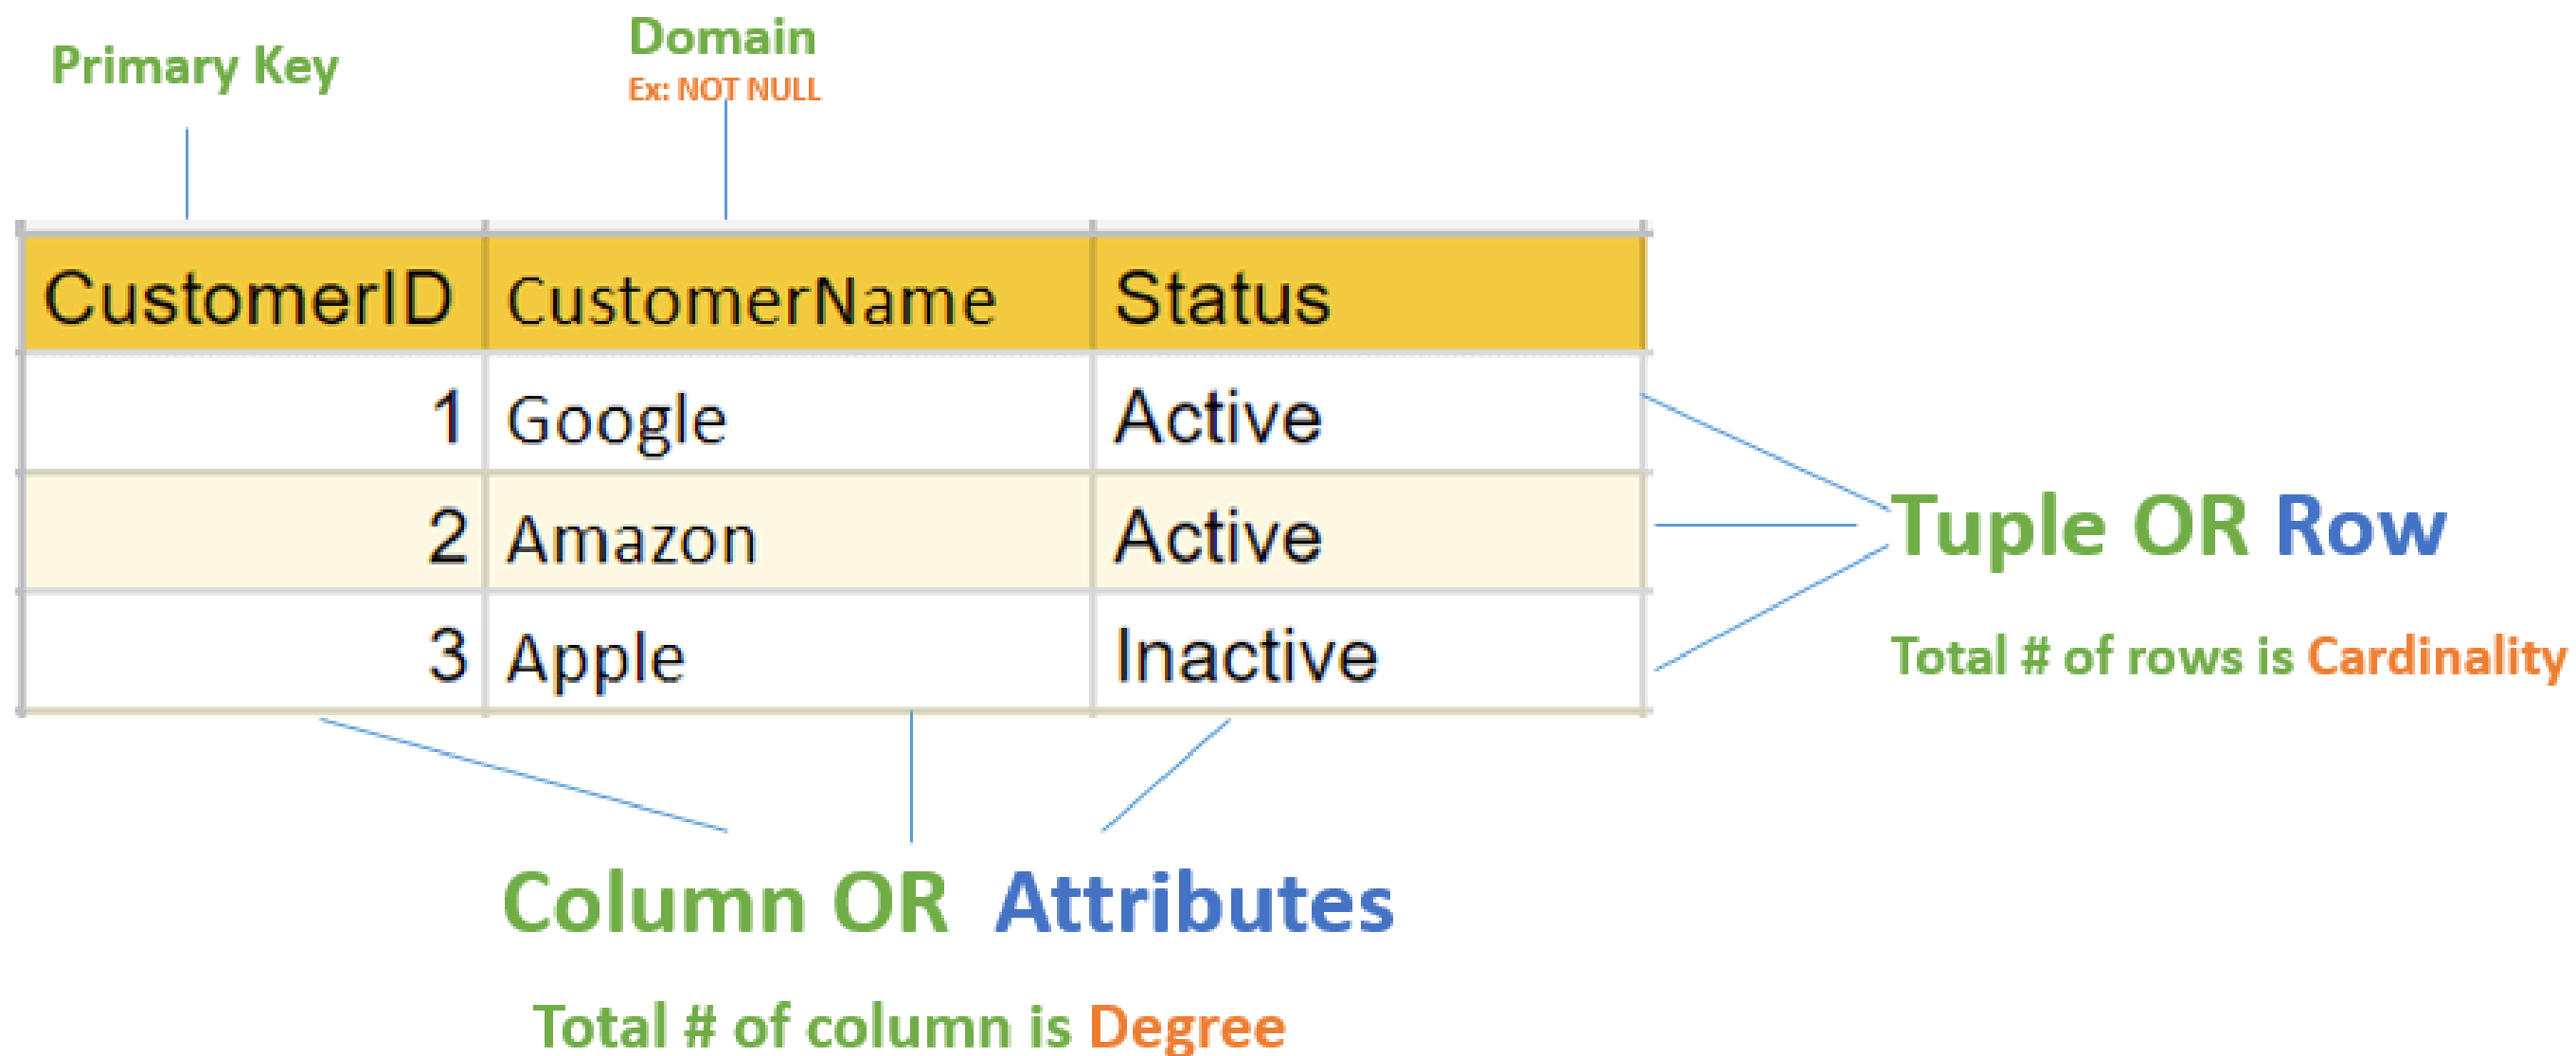 Primary Key
Domain
Ex: NOT NULL
CustomerID CustomerName Status
1 Google Active
2 Amazon Active
3 Apple Inactive
Tuple OR Row
Total # of rows is Cardinality
Column OR Attributes
Total # of column is Degree